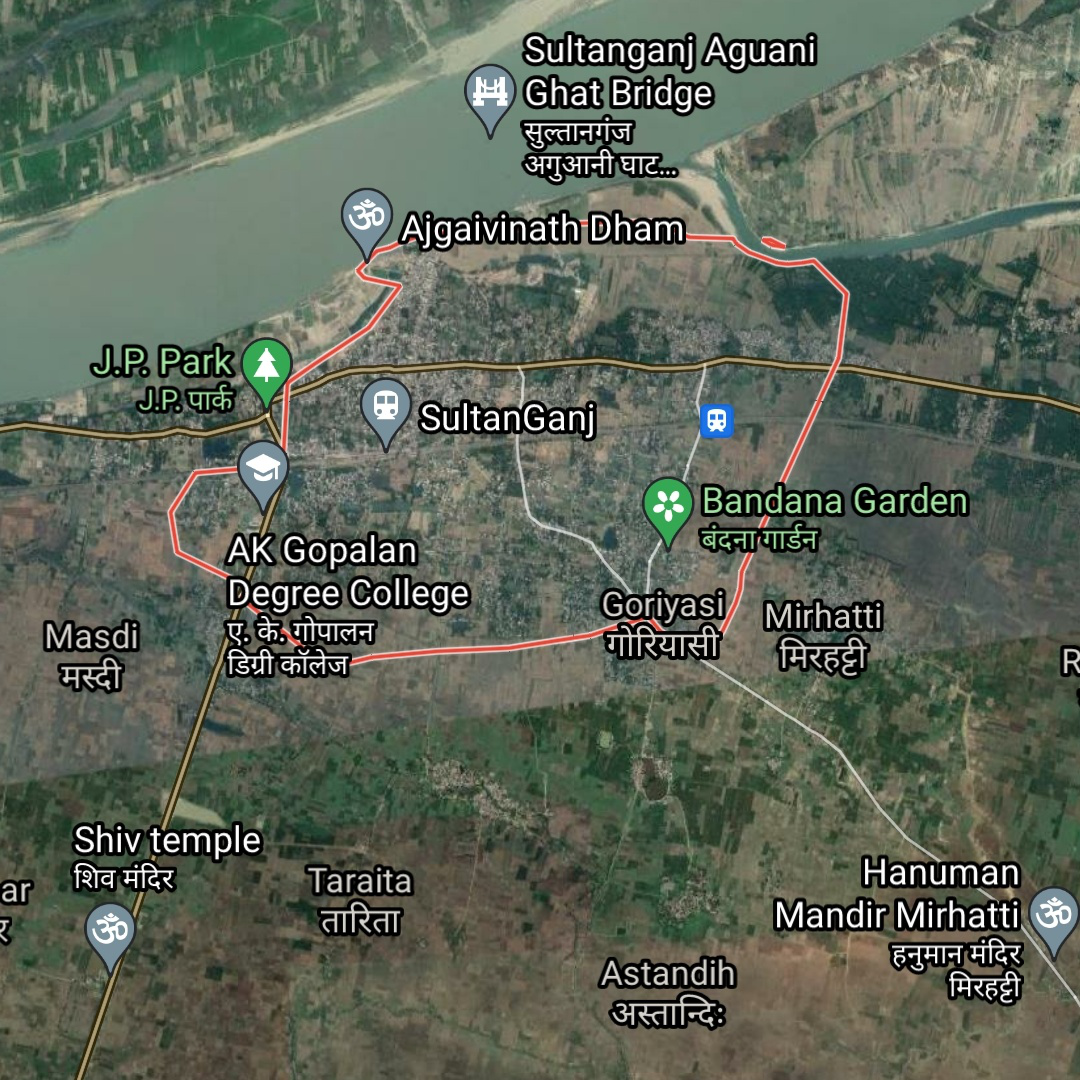 Sultanganj Aguani
Ghat Bridge
सुल्तानगंज
अगुआनी घाट...
Ajgaivinath Dham
J.P. Park
J.P. पार्क
SultanGanj
Bandana Garden
बंदना गार्डन
AK Gopalan
Degree College
ए. के. गोपालन
डिग्री कॉलेज
Goriyasi
गोरियासी
Mirhatti
मिरहट्टी
Masdi
मस्दी
R
Shiv temple
शिव मंदिर
ar
र
Taraita
तारिता
Hanuman
Mandir Mirhatti
हनुमान मंदिर
मिरहट्टी
Astandih
अस्तान्दिः